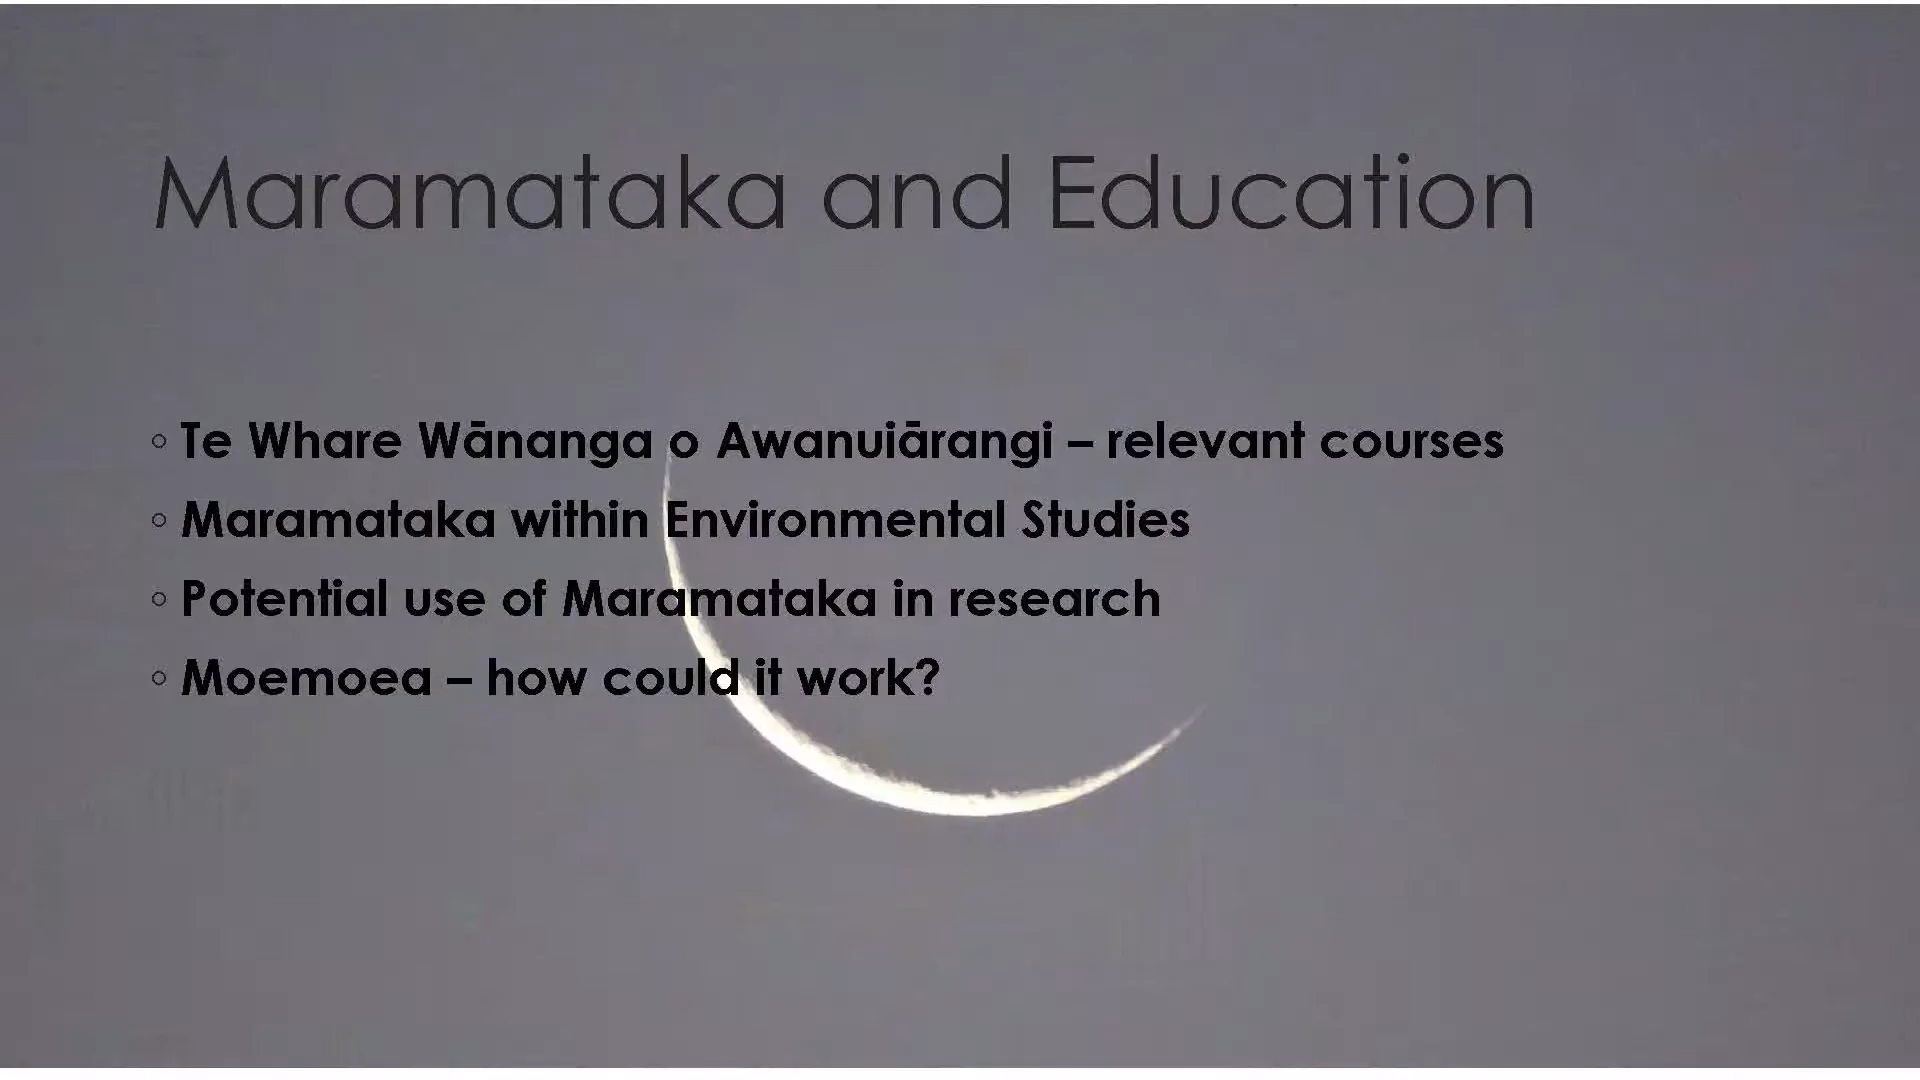 Maramataka and Education
◦ Te Whare Wānanga o Awanuiārangi – relevant courses
◦ Maramataka within Environmental Studies
◦ Potential use of Maramataka in research
◦ Moemoea – how could it work?